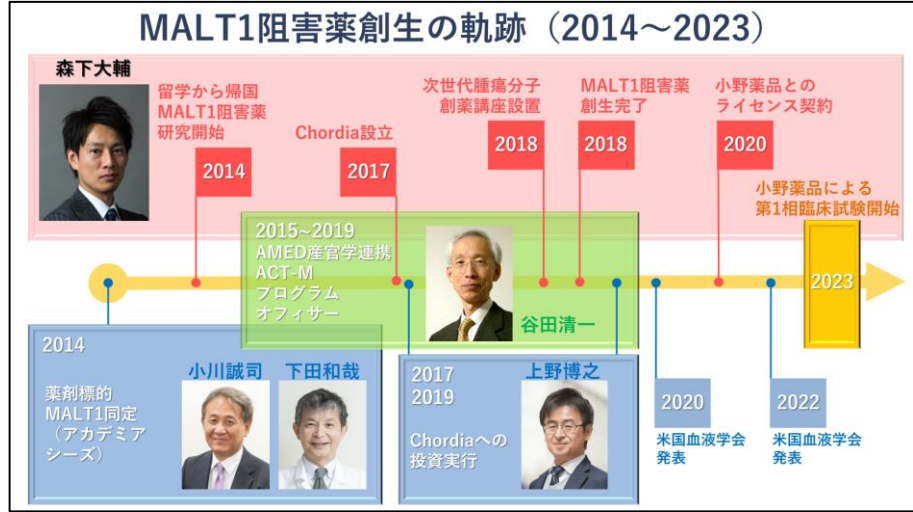 MALT1阻害薬創生の軌跡（2014～2023）
森下大輔
留学から帰国
MALT1阻害薬
研究開始
2014
Chordia設立
2017
次世代腫瘍分子
創薬講座設置
2018
MALT1阻害薬
創生完了
2018
小野薬品との
ライセンス契約
2020
小野薬品による
第1相臨床試験開始
2023
2015~2019
AMED産官学連携
ACT-M
プログラム
オフィサー
谷田清一
2014
薬剤標的
MALT1同定
（アカデミア
シーズ）
小川誠司
下田和哉
2017
2019
Chordiaへの
投資実行
上野博之
2020
米国血液学会
発表
2022
米国血液学会
発表